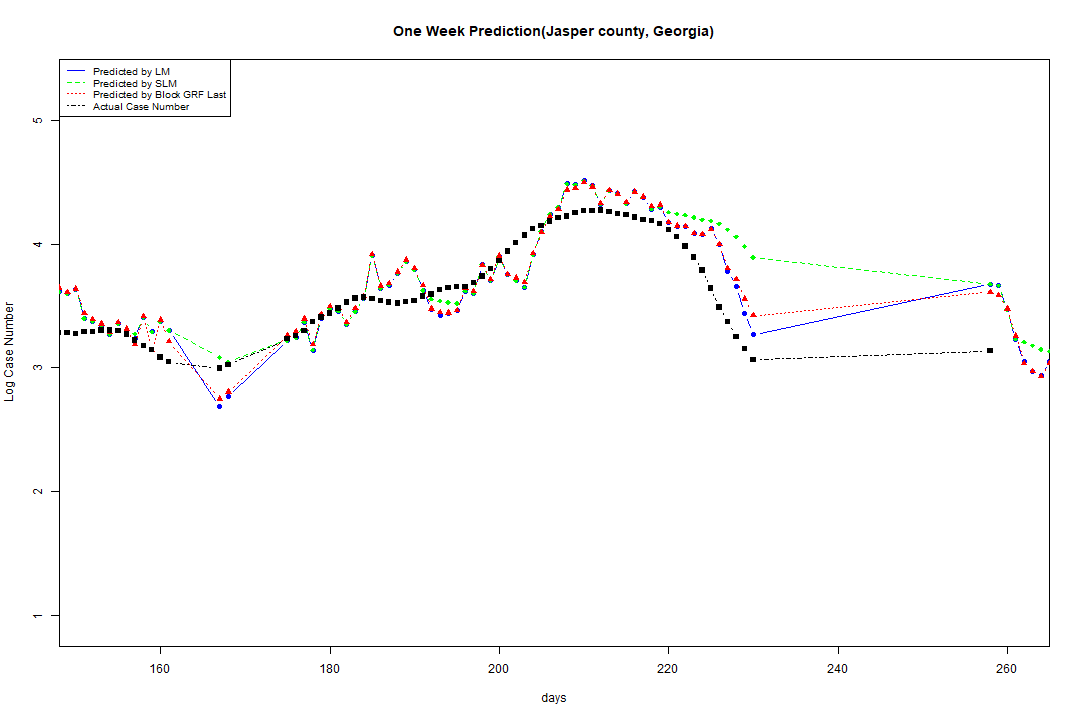 One Week Prediction(Jasper county, Georgia)
Predicted by LM
Predicted by SLM
Predicted by Block GRF Last
Actual Case Number
5
4
3
2
1
Log Case Number
160 180 200 220 240 260
days